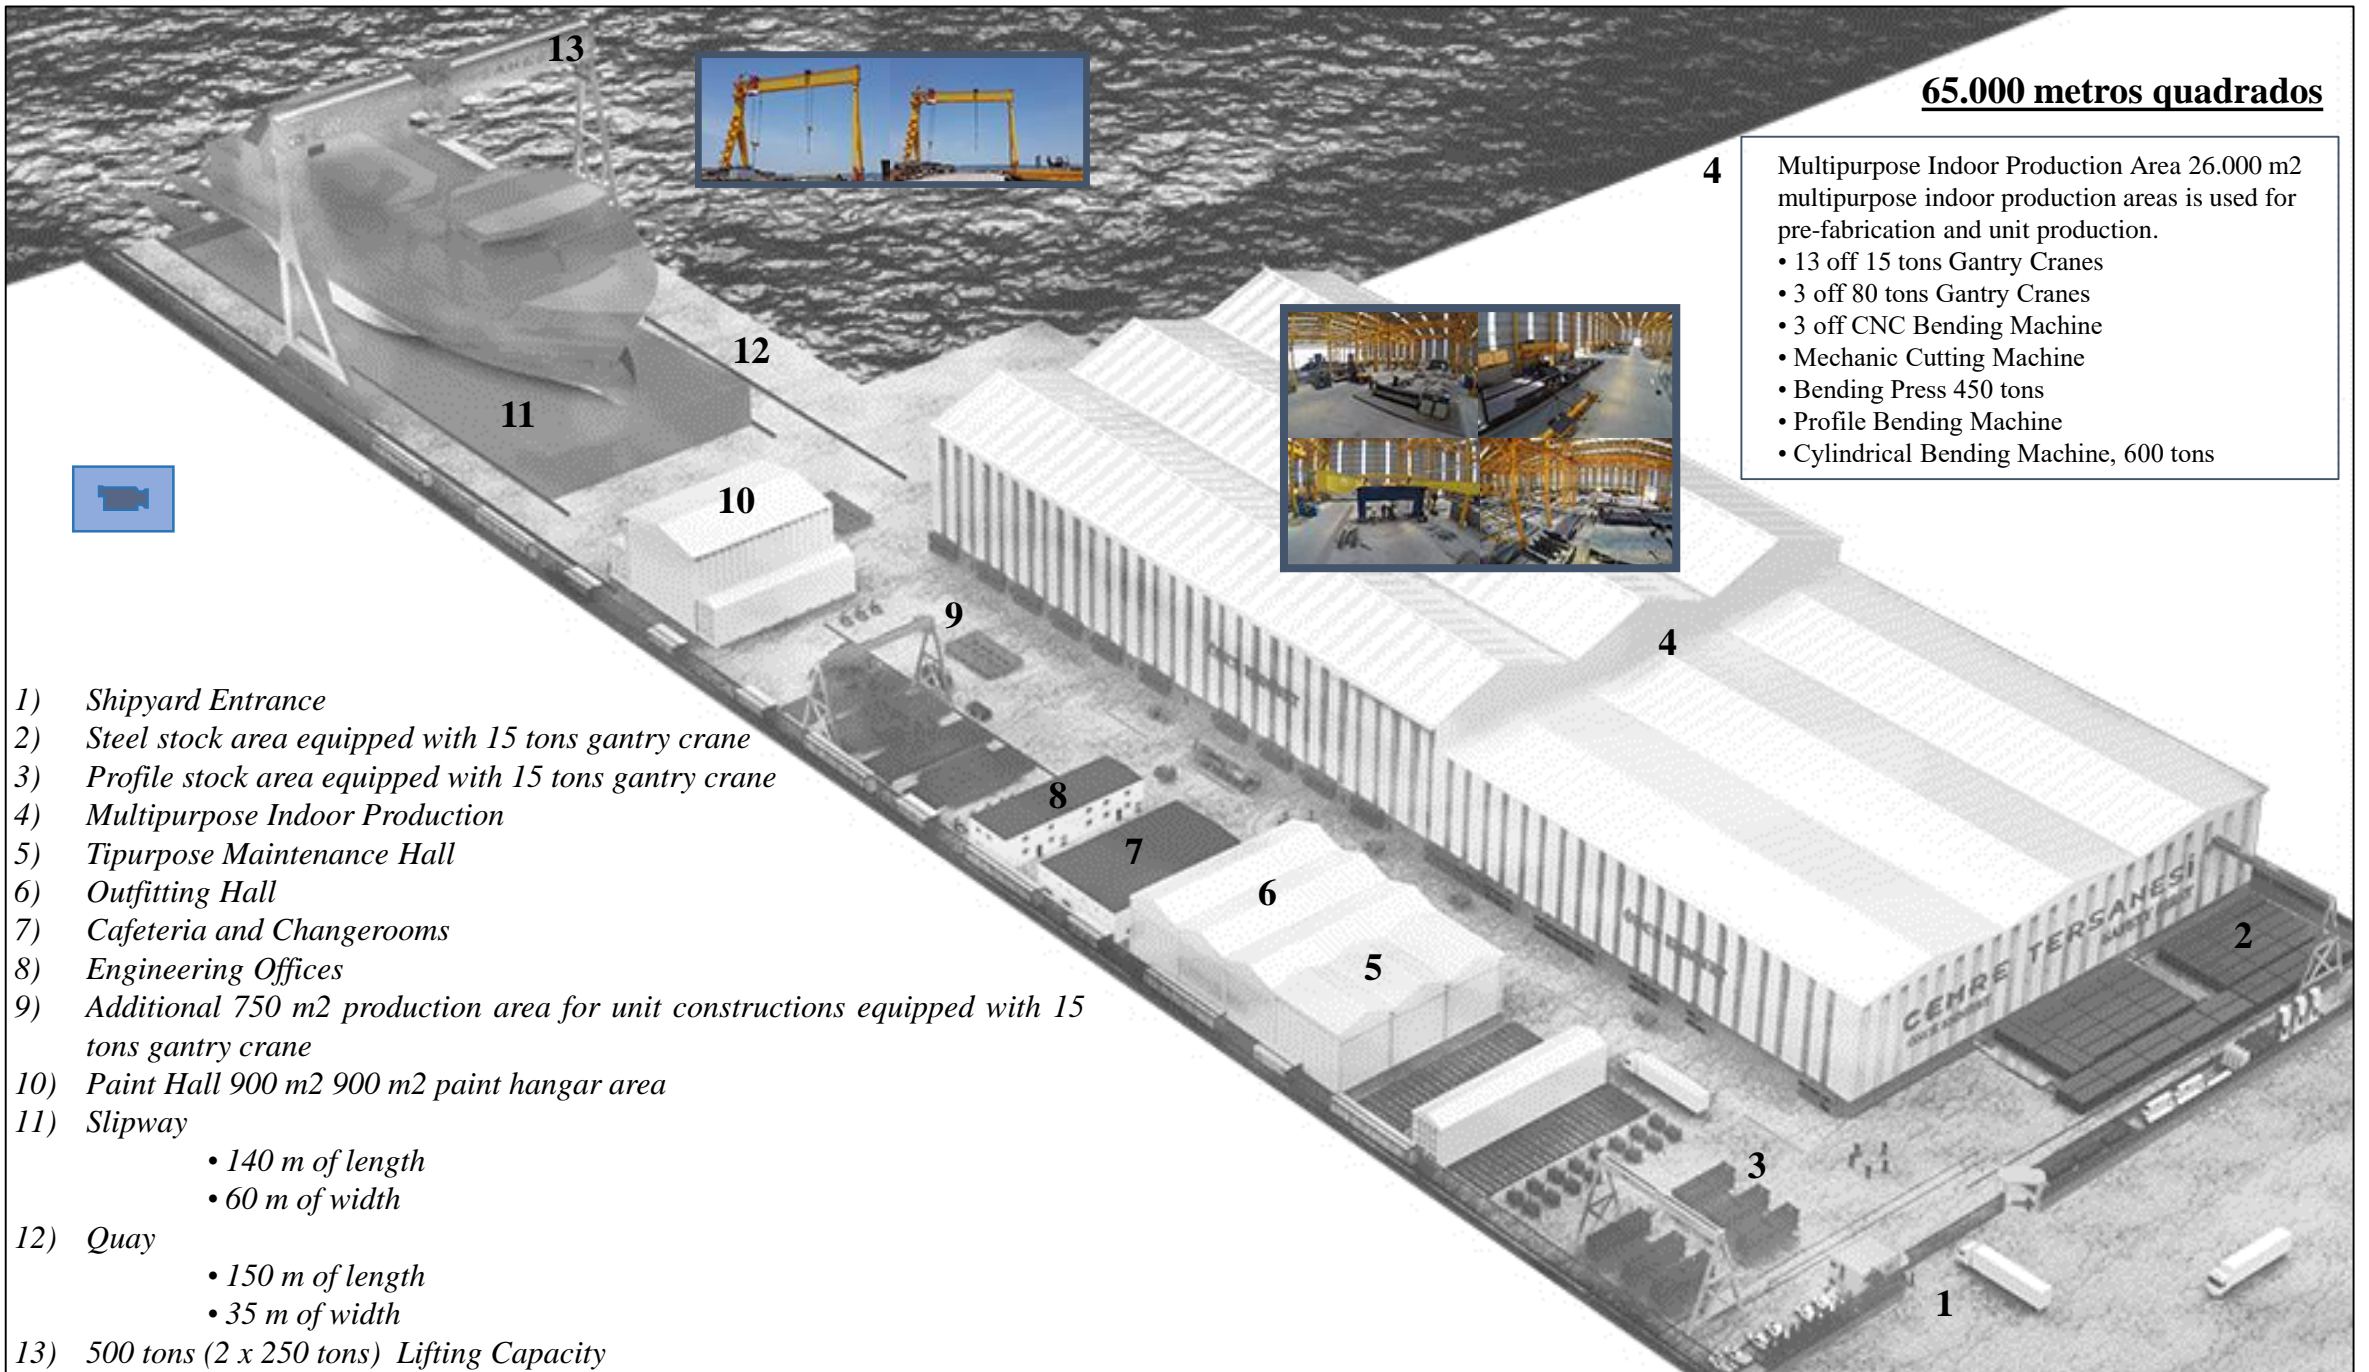 13
65.000 metros quadrados
4
Multipurpose Indoor Production Area 26.000 m2
multipurpose indoor production areas is used for
pre-fabrication and unit production.
• 13 off 15 tons Gantry Cranes
• 3 off 80 tons Gantry Cranes
• 3 off CNC Bending Machine
• Mechanic Cutting Machine
• Bending Press 450 tons
• Profile Bending Machine
• Cylindrical Bending Machine, 600 tons
12
11
10
9
4
8
7
6
5
2
3
1
CEMRE TERSANESİ
1) Shipyard Entrance
2) Steel stock area equipped with 15 tons gantry crane
3) Profile stock area equipped with 15 tons gantry crane
4) Multipurpose Indoor Production
5) Tipurpose Maintenance Hall
6) Outfitting Hall
7) Cafeteria and Changerooms
8) Engineering Offices
9) Additional 750 m2 production area for unit constructions equipped with 15
tons gantry crane
10) Paint Hall 900 m2 900 m2 paint hangar area
11) Slipway
• 140 m of length
• 60 m of width
12) Quay
• 150 m of length
• 35 m of width
13) 500 tons (2 x 250 tons) Lifting Capacity